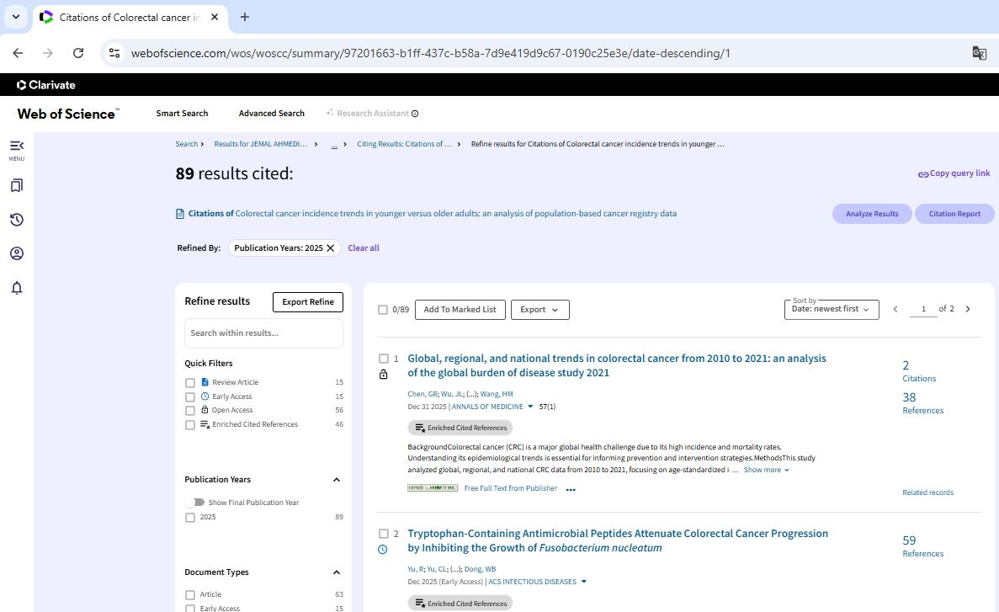 Citations of Colorectal cancer in
webofscience.com/wos/woscc/summary/97201663-b1ff-437c-b58a-7d9e419d9c67-0190c25e3e/date-descending/1
Clarivate
Web of Science™
Smart Search
Advanced Search
Research Assistant
MENU
Search > Results for JEMAL AHMEDI... > ... > Citing Results: Citations of ... > Refine results for Citations of Colorectal cancer incidence trends in younger ...
89 results cited:
Copy query link
Citations of Colorectal cancer incidence trends in younger versus older adults: an analysis of population-based cancer registry data
Analyze Results
Citation Report
Refined By:
Publication Years: 2025
Clear all
Refine results
Export Refine
Search within results...
Quick Filters
Review Article 15
Early Access 15
Open Access 56
Enriched Cited References 46
Publication Years
Show Final Publication Year
2025 89
Document Types
Article 63
Early Access 15
0/89
Add To Marked List
Export
Sort by
Date: newest first
1 of 2
1
Global, regional, and national trends in colorectal cancer from 2010 to 2021: an analysis
of the global burden of disease study 2021
Chen, GR; Wu, JL; (...); Wang, HM
Dec 31 2025 | ANNALS OF MEDICINE 57(1)
Enriched Cited References
BackgroundColorectal cancer (CRC) is a major global health challenge due to its high incidence and mortality rates.
Understanding its epidemiological trends is essential for informing prevention and intervention strategies.MethodsThis study
analyzed global, regional, and national CRC data from 2010 to 2021, focusing on age-standardized i ... Show more
Free Full Text from Publisher
2
Citations
38
References
Related records
2
Tryptophan-Containing Antimicrobial Peptides Attenuate Colorectal Cancer Progression
by Inhibiting the Growth of Fusobacterium nucleatum
Yu, R; Yu, CL; (...); Dong, WB
Dec 2025 (Early Access) | ACS INFECTIOUS DISEASES
Enriched Cited References
59
References